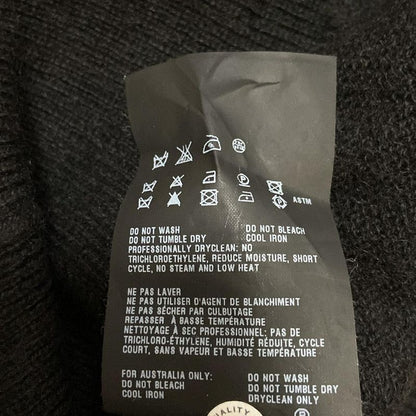 ASTM
DO NOT WASH DO NOT BLEACH
DO NOT TUMBLE DRY COOL IRON
PROFESSIONALLY DRYCLEAN: NO
TRICHLOROETHYLENE, REDUCE MOISTURE, SHORT
CYCLE, NO STEAM AND LOW HEAT
NE PAS LAVER
NE PAS UTILISER D'AGENT DE BLANCHIMENT
NE PAS SÉCHER PAR CULBUTAGE
REPASSER À BASSE TEMPÉRATURE
NETTOYAGE À SEC PROFESSIONNEL: PAS DE
TRICHLORO-ÉTHYLENE, HUMIDITÉ RÉDUITE, CYCLE
COURT, SANS VAPEUR ET BASSE TEMPÉRATURE
FOR AUSTRALIA ONLY: DO NOT WASH
DO NOT BLEACH DO NOT TUMBLE DRY
COOL IRON DRYCLEAN ONLY